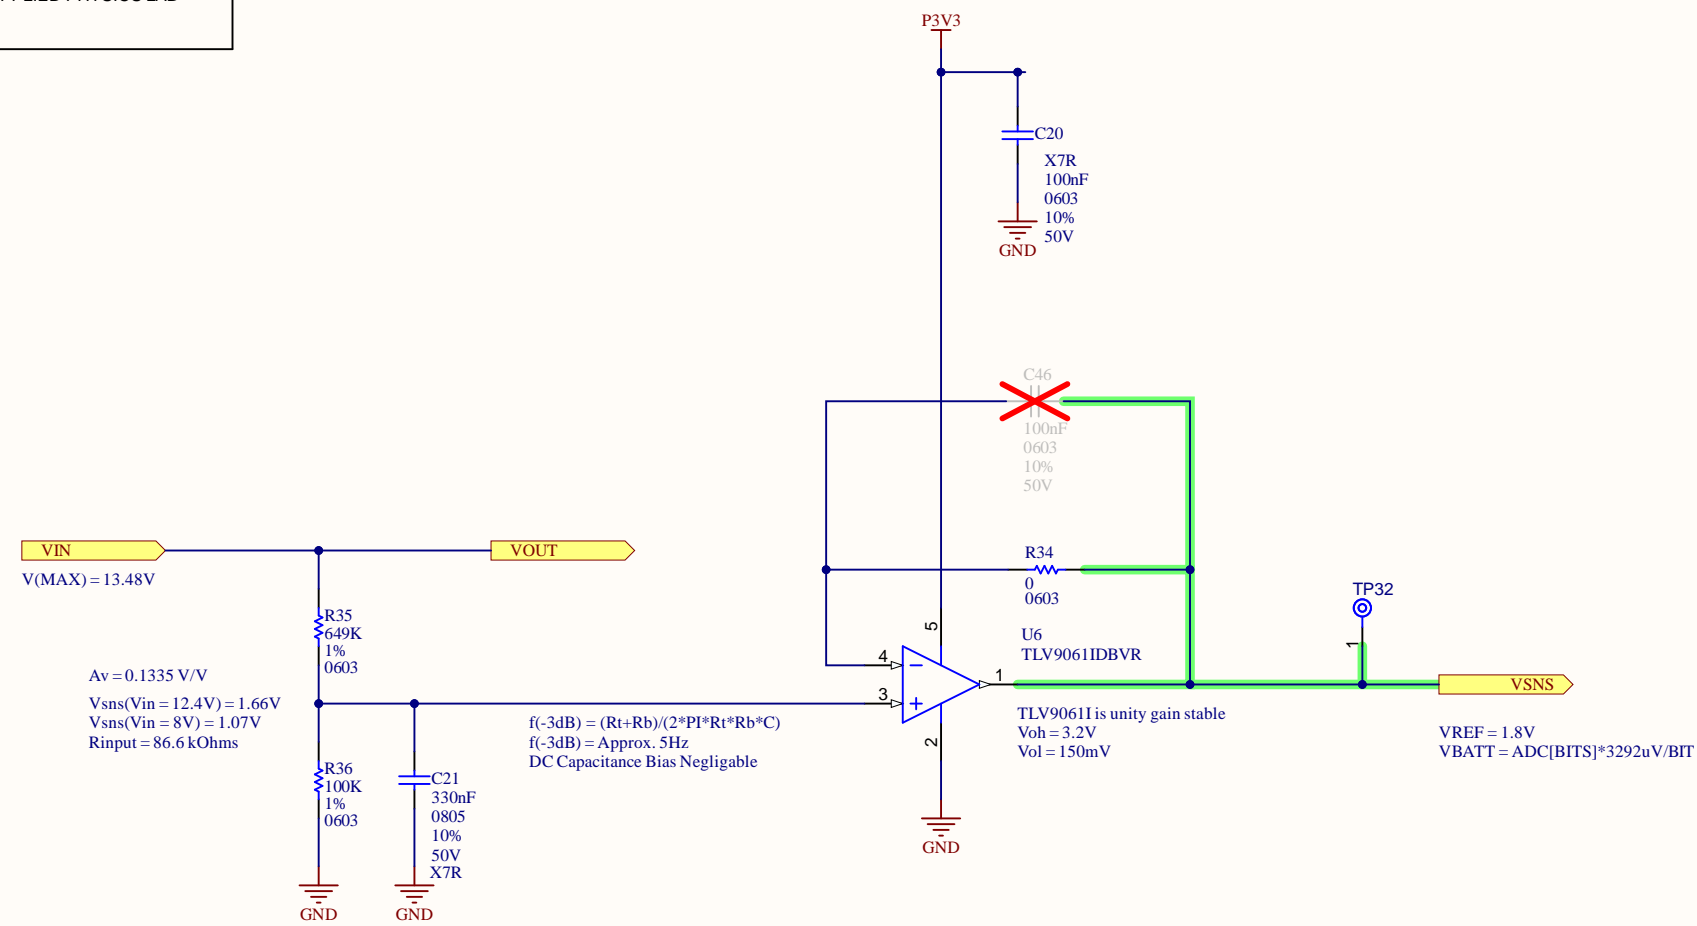 P3V3
C20
X7R
100nF
0603
10%
50V
GND
C46
100nF
0603
10%
50V
VIN
VOUT
V(MAX) = 13.48V
R34
0
0603
TP32
1
R35
649K
1%
0603
5
U6
TLV9061IDBVR
4
3
1
2
Av = 0.1335 V/V
Vsns(Vin = 12.4V) = 1.66V
Vsns(Vin = 8V) = 1.07V
Rinput = 86.6 kOhms
VSNS
f(-3dB) = (Rt+Rb)/(2*PI*Rt*Rb*C)
f(-3dB) = Approx. 5Hz
DC Capacitance Bias Negligable
TLV9061I is unity gain stable
Voh = 3.2V
Vol = 150mV
VREF = 1.8V
VBATT = ADC[BITS]*3292uV/BIT
R36
100K
1%
0603
C21
330nF
0805
10%
50V
X7R
GND
GND
GND